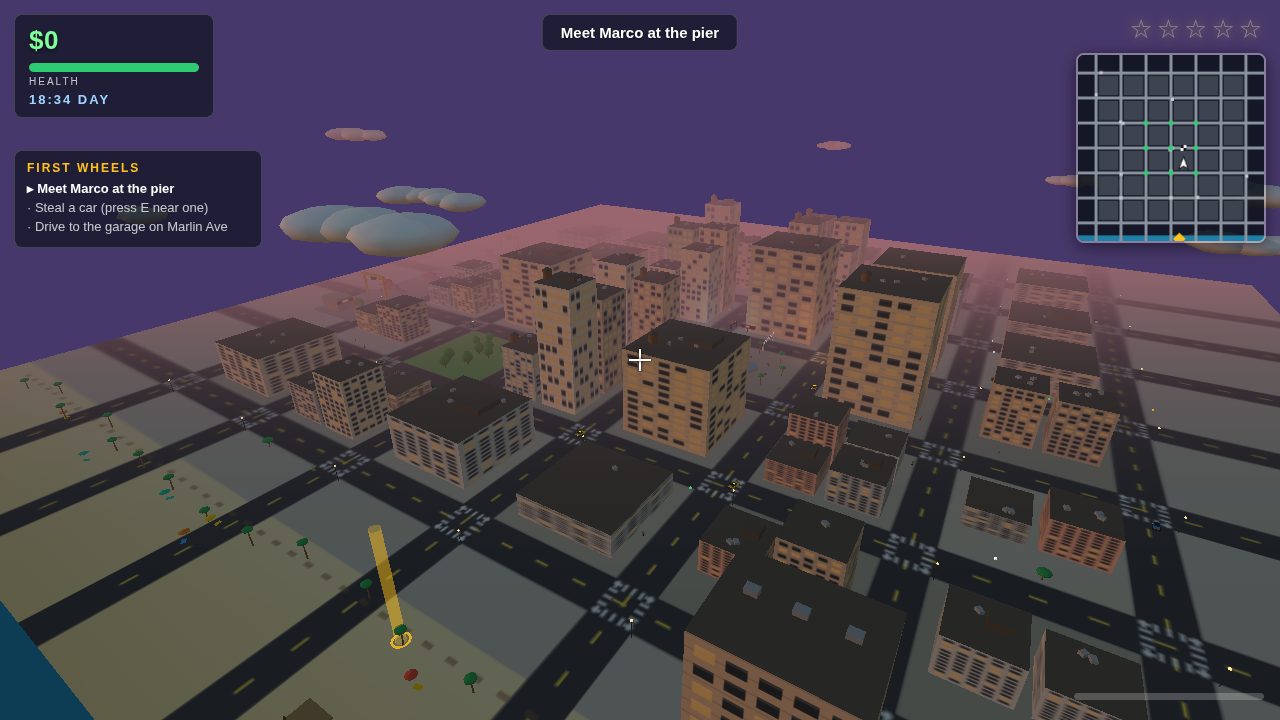 $0
HEALTH
18:34 DAY
Meet Marco at the pier
FIRST WHEELS
▸ Meet Marco at the pier
· Steal a car (press E near one)
· Drive to the garage on Marlin Ave